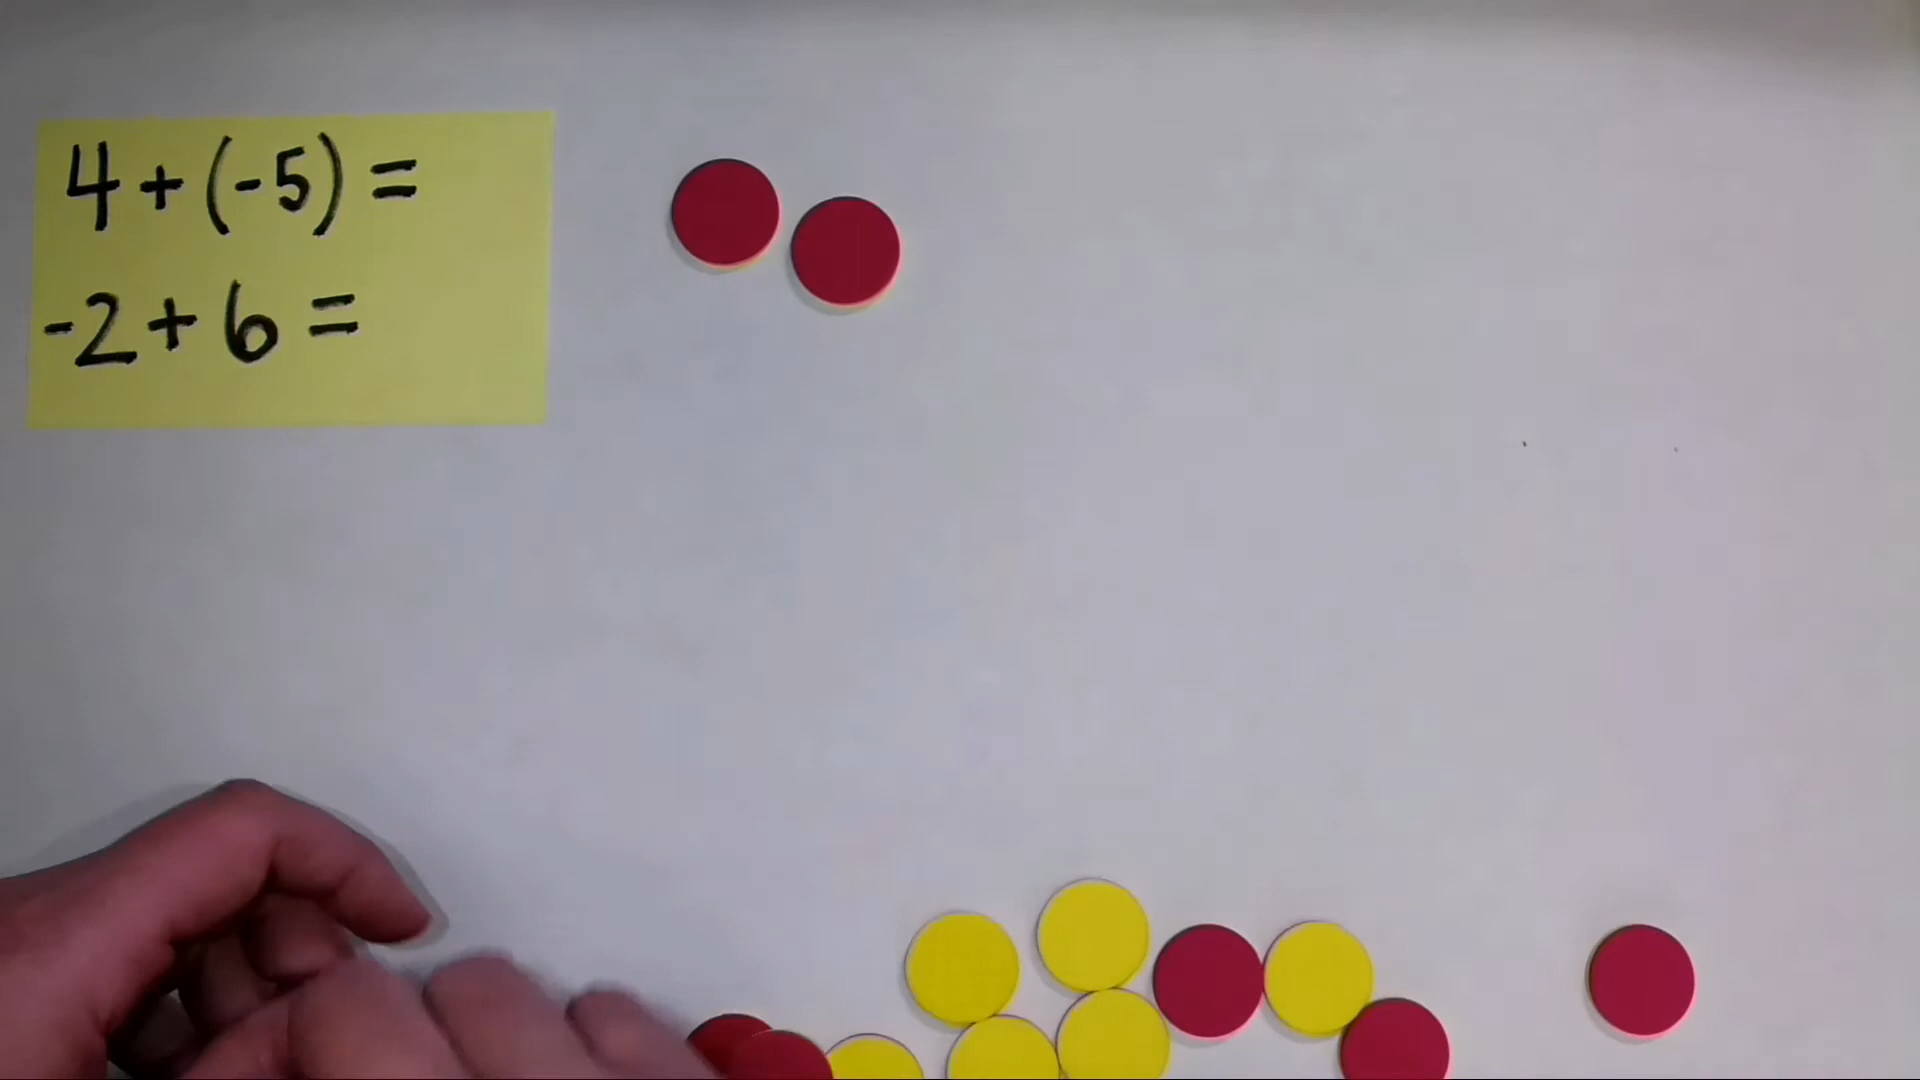 4 + (-5) =
-2 + 6 =